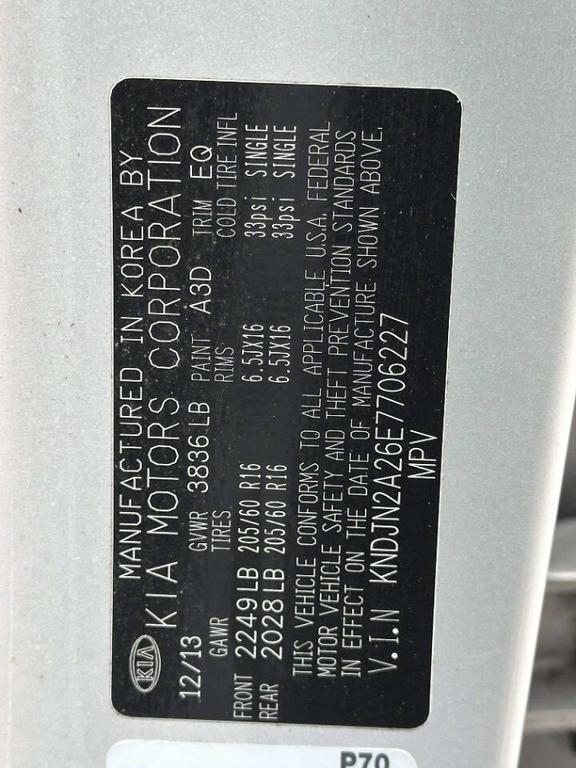 MANUFACTURED IN KOREA BY
KIA KIA MOTORS CORPORATION
12/13 GVWR 3836 LB PAINT A3D TRIM EQ
GAWR TIRES RIMS COLD TIRE INFL
FRONT 2249 LB 205/60 R16 6.5JX16 33psi SINGLE
REAR 2028 LB 205/60 R16 6.5JX16 33psi SINGLE
THIS VEHICLE CONFORMS TO ALL APPLICABLE U.S.A. FEDERAL
MOTOR VEHICLE SAFETY AND THEFT PREVENTION STANDARDS
IN EFFECT ON THE DATE OF MANUFACTURE SHOWN ABOVE.
V.I.N KNDJN2A26E7706227
MPV
P70